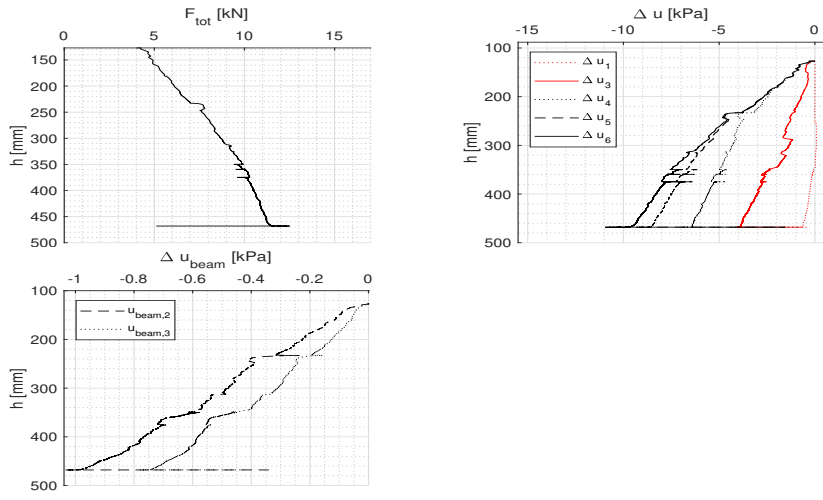 F_tot [kN]
0 5 10 15
150
200
250
300
350
400
450
500
h [mm]
Δ u [kPa]
-15 -10 -5 0
100
200
300
400
500
h [mm]
Δ u_1
Δ u_3
Δ u_4
Δ u_5
Δ u_6
Δ u_beam [kPa]
-1 -0.8 -0.6 -0.4 -0.2 0
100
200
300
400
500
h [mm]
u_beam,2
u_beam,3